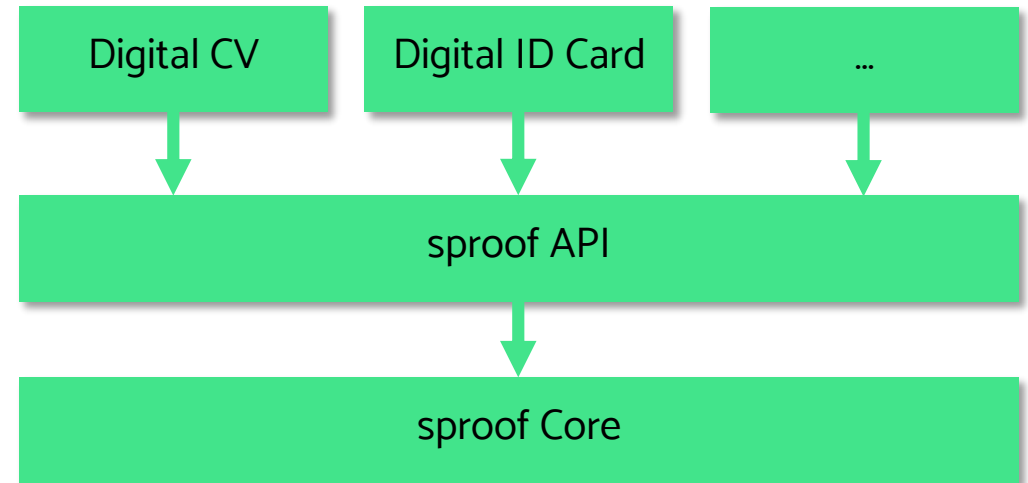 Digital CV
Digital ID Card
...
sproof API
sproof Core